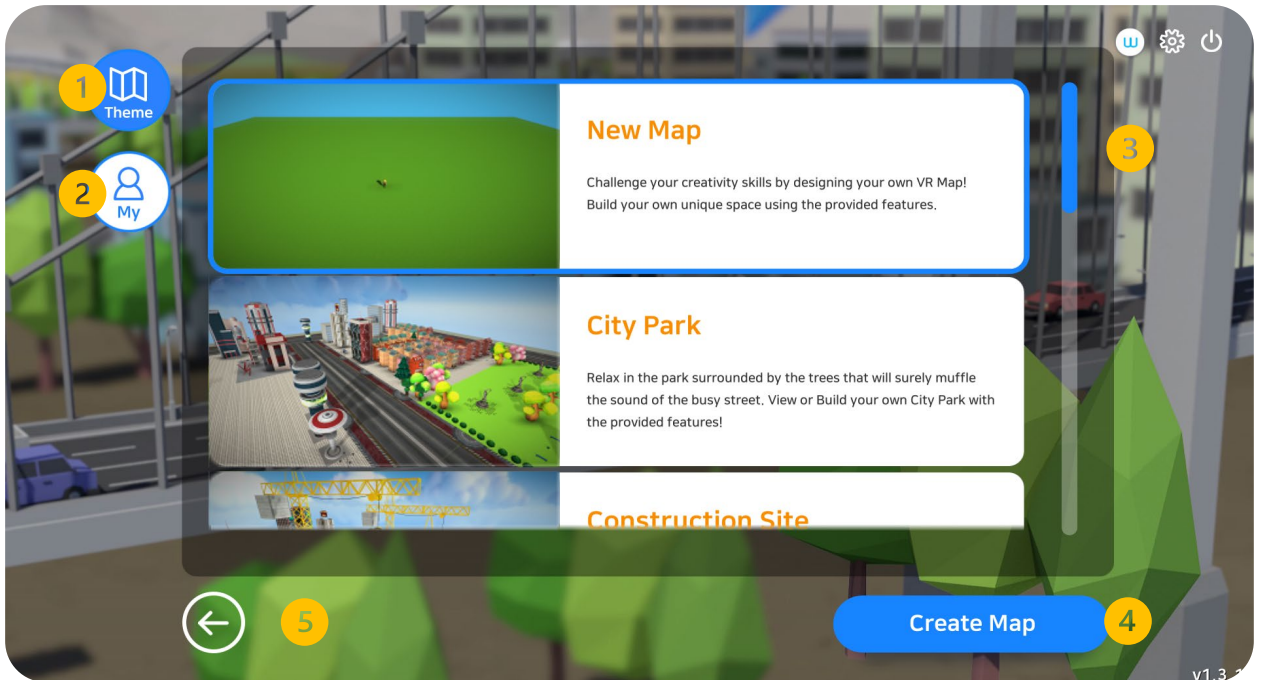 1
Theme
2
My
w
3
New Map
Challenge your creativity skills by designing your own VR Map!
Build your own unique space using the provided features.
City Park
Relax in the park surrounded by the trees that will surely muffle
the sound of the busy street. View or Build your own City Park with
the provided features!
Construction Site
5
Create Map
4